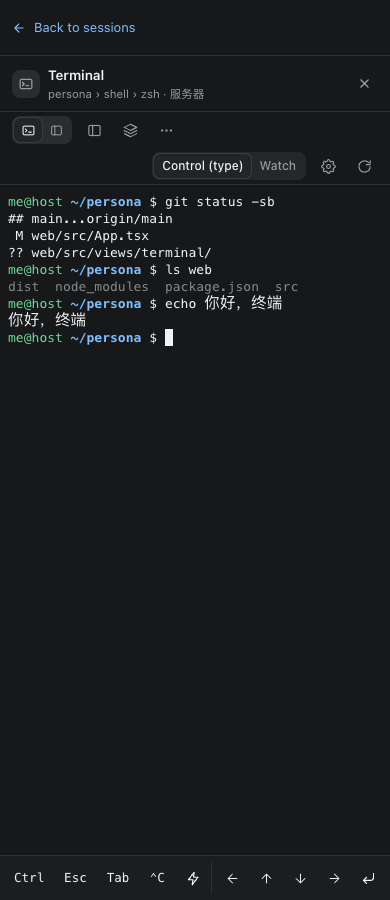 ← Back to sessions
Terminal
persona › shell › zsh · 服务器
Control (type) Watch
me@host ~/persona $ git status -sb
## main...origin/main
 M web/src/App.tsx
?? web/src/views/terminal/
me@host ~/persona $ ls web
dist  node_modules  package.json  src
me@host ~/persona $ echo 你好，终端
你好，终端
me@host ~/persona $
Ctrl Esc Tab ^C ← ↑ ↓ →